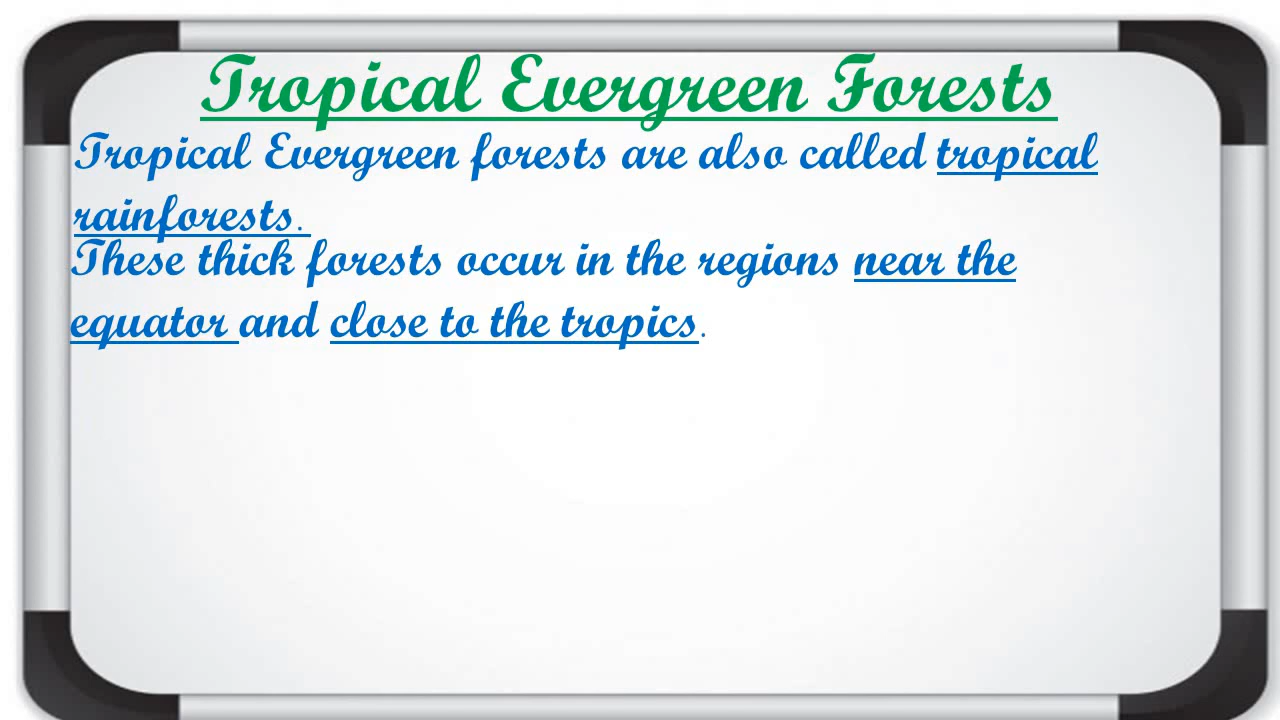 Tropical Evergreen Forests
Tropical Evergreen forests are also called tropical
rainforests.
These thick forests occur in the regions near the
equator and close to the tropics.